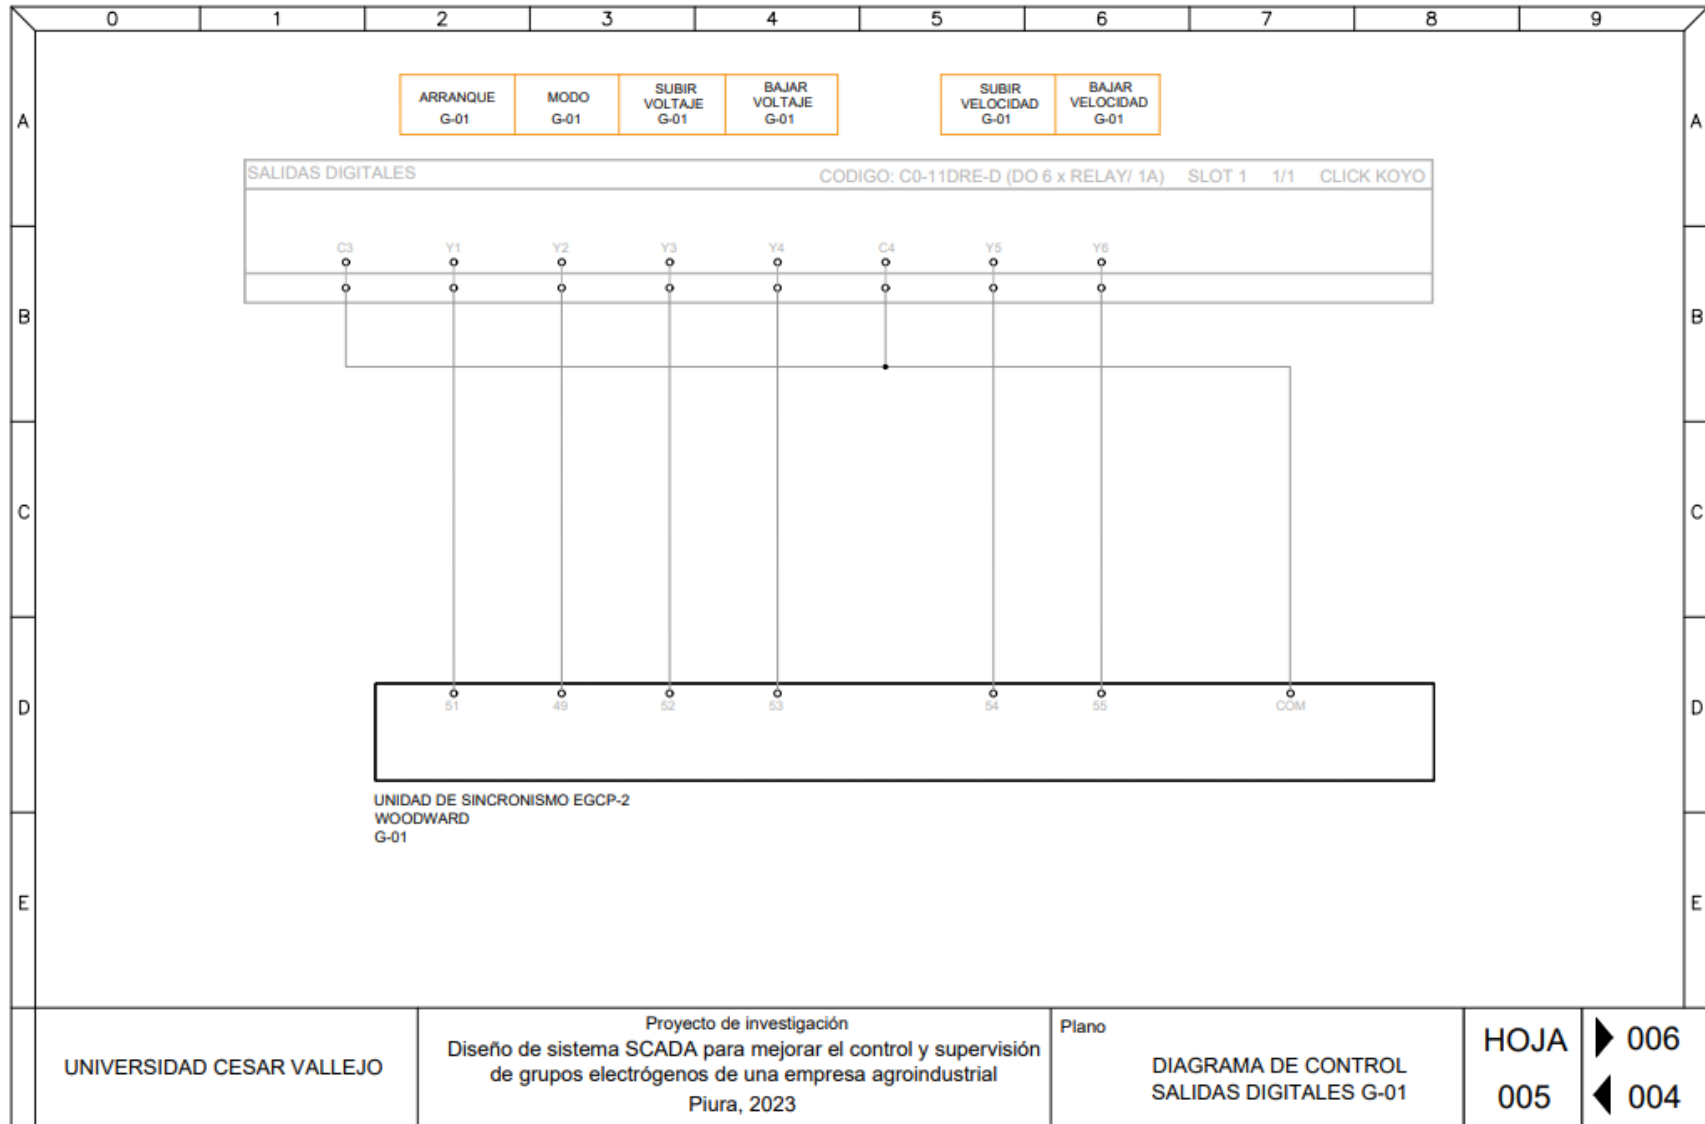 0 1 2 3 4 5 6 7 8 9
ARRANQUE
G-01
MODO
G-01
SUBIR
VOLTAJE
G-01
BAJAR
VOLTAJE
G-01
SUBIR
VELOCIDAD
G-01
BAJAR
VELOCIDAD
G-01
A A
SALIDAS DIGITALES CODIGO: C0-11DRE-D (DO 6 x RELAY/ 1A) SLOT 1 1/1 CLICK KOYO
C3 Y1 Y2 Y3 Y4 C4 Y5 Y6
B B
C C
51 49 52 53 54 55 COM
D D
UNIDAD DE SINCRONISMO EGCP-2
WOODWARD
G-01
E E
UNIVERSIDAD CESAR VALLEJO
Proyecto de investigación
Diseño de sistema SCADA para mejorar el control y supervisión
de grupos electrógenos de una empresa agroindustrial
Piura, 2023
Plano
DIAGRAMA DE CONTROL
SALIDAS DIGITALES G-01
HOJA
005
006
004